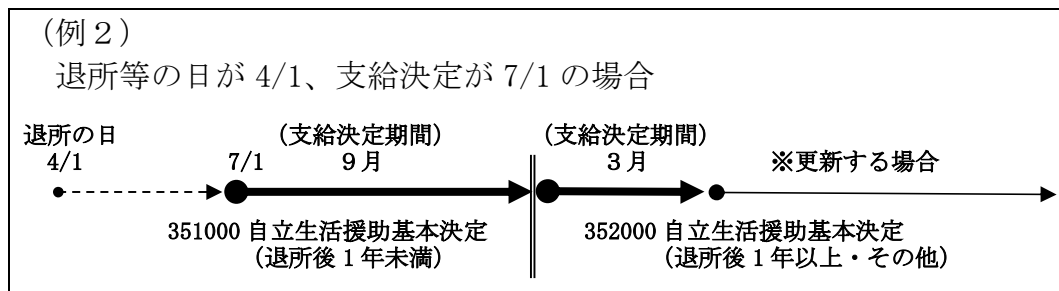 （例２）
退所等の日が 4/1、支給決定が 7/1 の場合
退所の日 （支給決定期間） （支給決定期間）
4/1 7/1 ９月 ３月 ※更新する場合
351000 自立生活援助基本決定 352000 自立生活援助基本決定
（退所後１年未満） （退所後１年以上・その他）